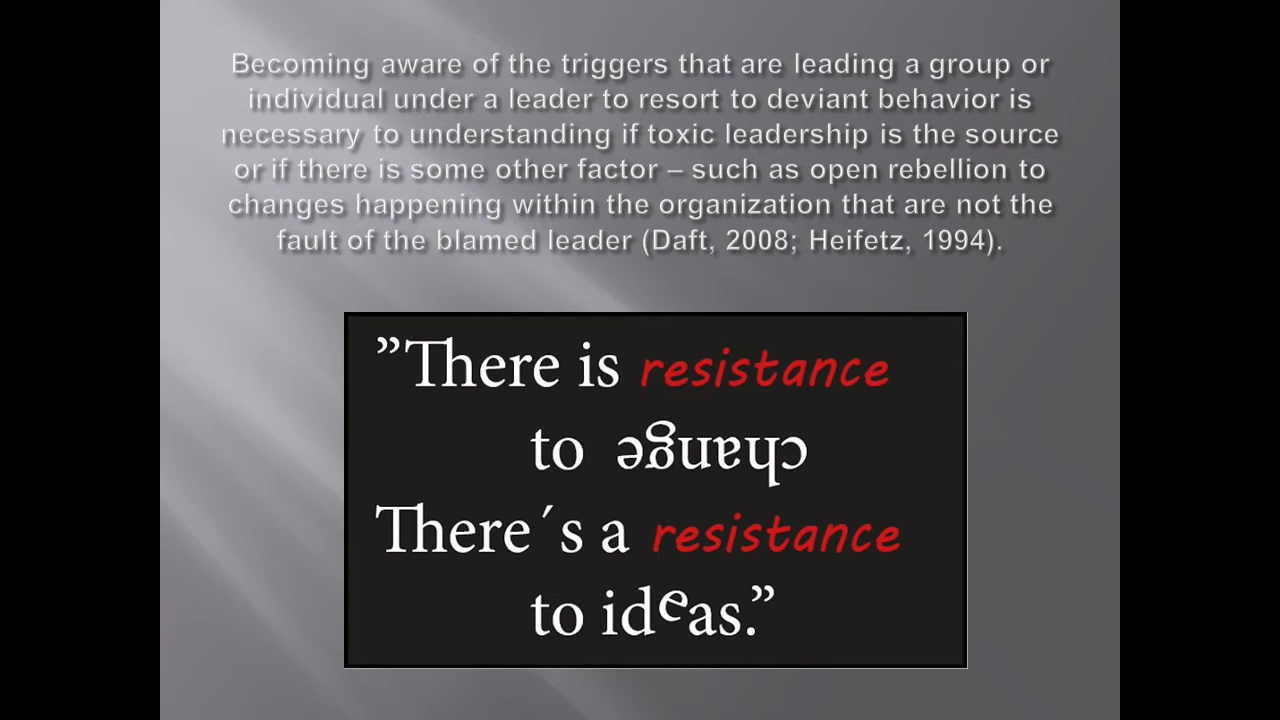 Becoming aware of the triggers that are leading a group or
individual under a leader to resort to deviant behavior is
necessary to understanding if toxic leadership is the source
or if there is some other factor – such as open rebellion to
changes happening within the organization that are not the
fault of the blamed leader (Daft, 2008; Heifetz, 1994).
”There is resistance
to change
There´s a resistance
to ideas.”